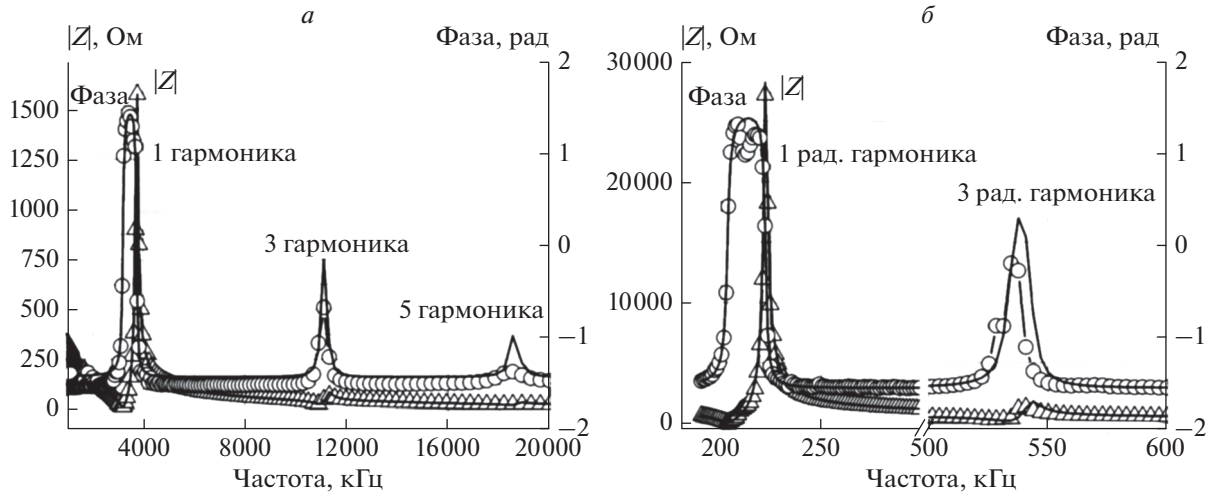 а
|Z|, Ом
Фаза, рад
Фаза
|Z|
1 гармоника
3 гармоника
5 гармоника
1500
1250
1000
750
500
250
0
2
1
0
−1
−2
4000 8000 12000 16000 20000
Частота, кГц
б
|Z|, Ом
Фаза, рад
Фаза
|Z|
1 рад. гармоника
3 рад. гармоника
30000
20000
10000
0
2
1
0
−1
−2
200 250 500 550 600
Частота, кГц